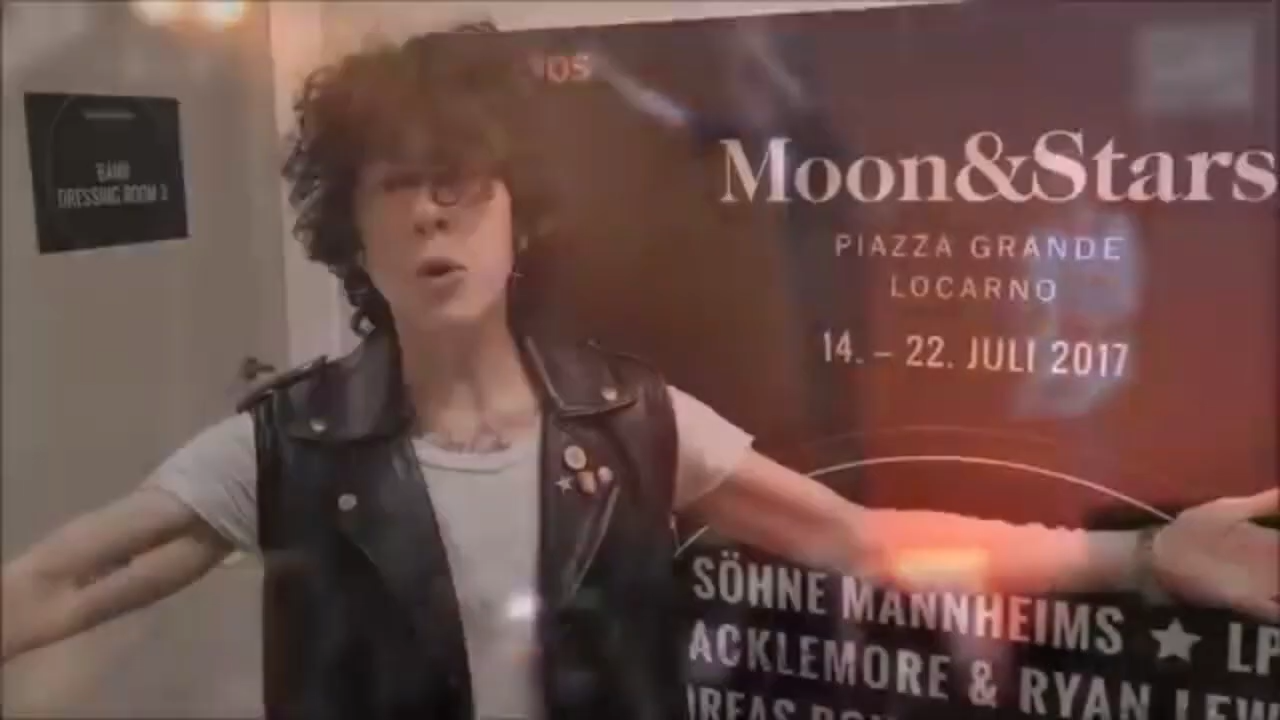 BAND
DRESSING ROOM 3
Moon&Stars
PIAZZA GRANDE
LOCARNO
14. – 22. JULI 2017
SÖHNE MANNHEIMS ★ LP
ACKLEMORE & RYAN LEW